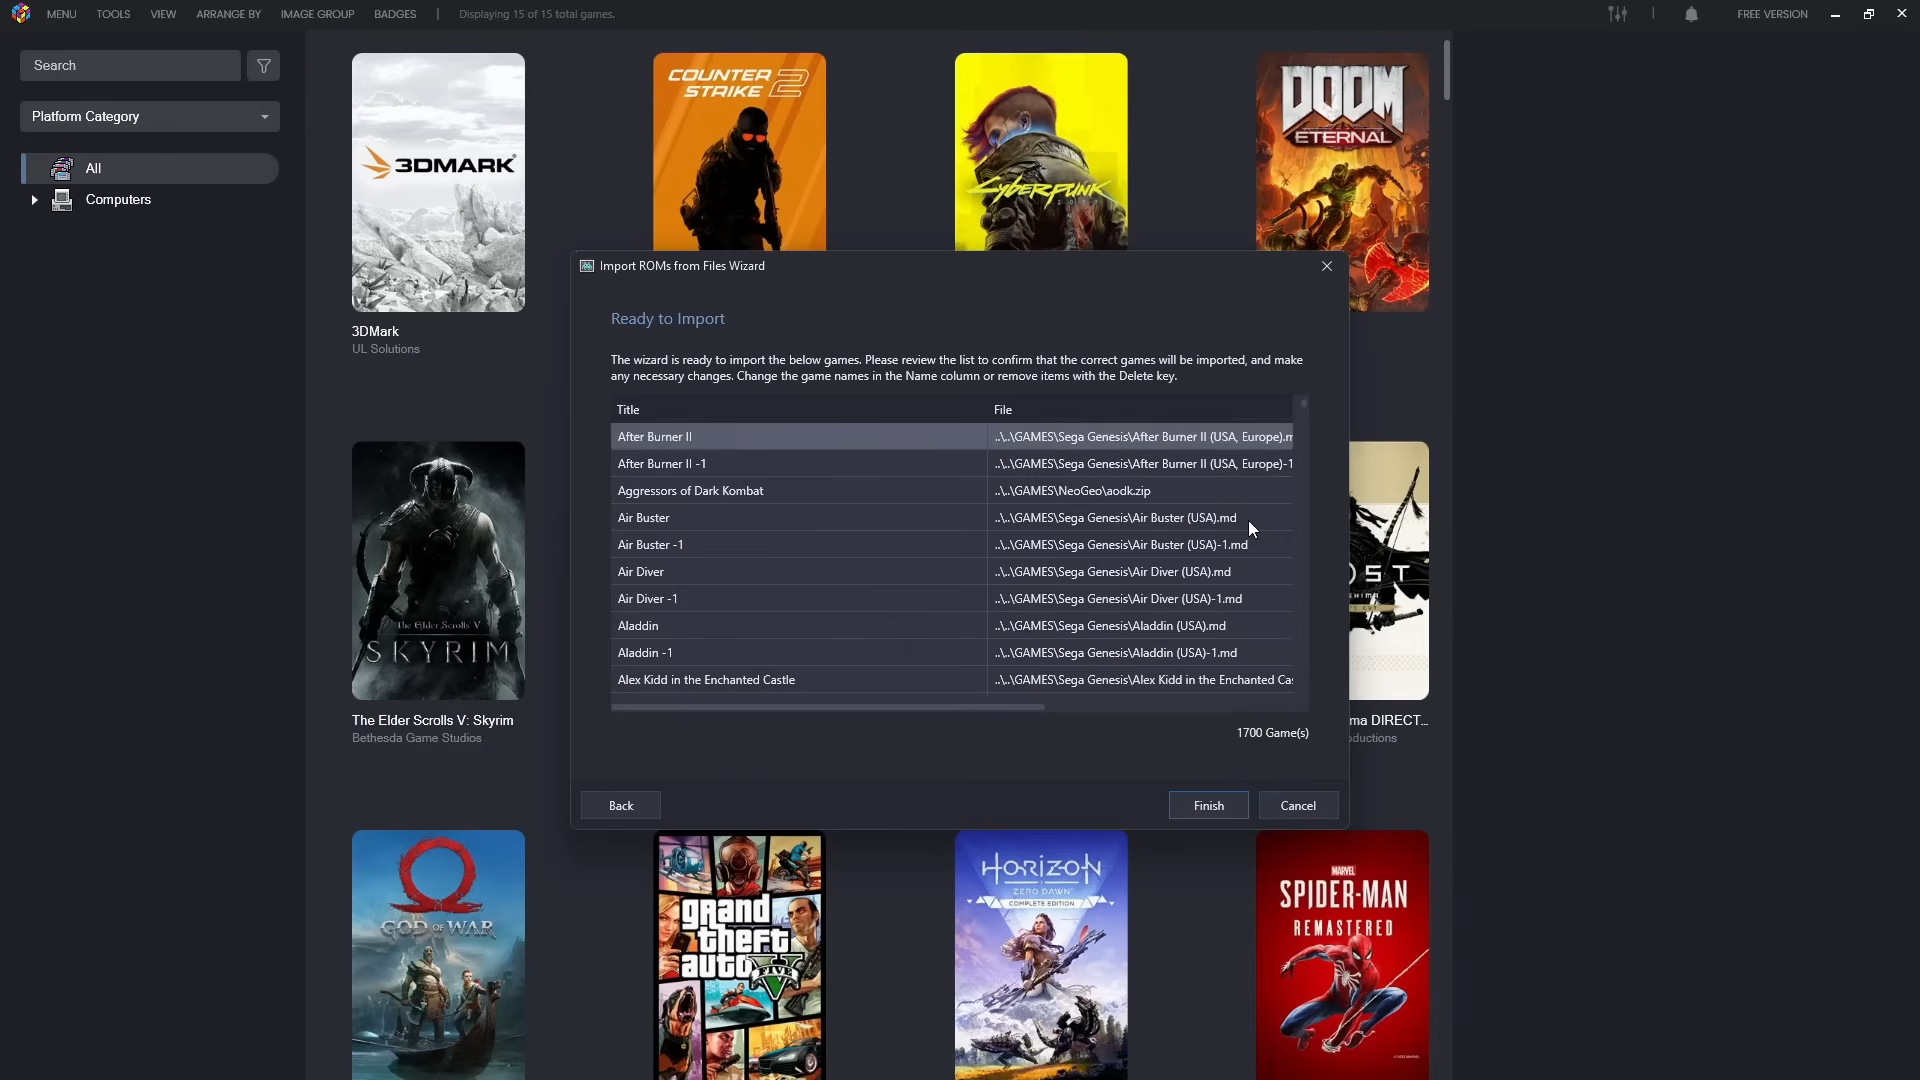 MENU TOOLS VIEW ARRANGE BY IMAGE GROUP BADGES | Displaying 15 of 15 total games. FREE VERSION
Search
Platform Category
All
Computers
3DMARK
3DMark
UL Solutions
COUNTER
STRIKE 2
Cyberpunk
2077
DOOM
ETERNAL
Import ROMs from Files Wizard
Ready to Import
The wizard is ready to import the below games. Please review the list to confirm that the correct games will be imported, and make
any necessary changes. Change the game names in the Name column or remove items with the Delete key.
Title File
After Burner II ..\..\GAMES\Sega Genesis\After Burner II (USA, Europe).m
After Burner II -1 ..\..\GAMES\Sega Genesis\After Burner II (USA, Europe)-1
Aggressors of Dark Kombat ..\..\GAMES\NeoGeo\aodk.zip
Air Buster ..\..\GAMES\Sega Genesis\Air Buster (USA).md
Air Buster -1 ..\..\GAMES\Sega Genesis\Air Buster (USA)-1.md
Air Diver ..\..\GAMES\Sega Genesis\Air Diver (USA).md
Air Diver -1 ..\..\GAMES\Sega Genesis\Air Diver (USA)-1.md
Aladdin ..\..\GAMES\Sega Genesis\Aladdin (USA).md
Aladdin -1 ..\..\GAMES\Sega Genesis\Aladdin (USA)-1.md
Alex Kidd in the Enchanted Castle ..\..\GAMES\Sega Genesis\Alex Kidd in the Enchanted Cas
1700 Game(s)
Back Finish Cancel
The Elder Scrolls V
SKYRIM
The Elder Scrolls V: Skyrim
Bethesda Game Studios
OST
ma DIRECT...
ductions
GOD OF WAR
grand
theft
auto
FIVE
HORIZON
ZERO DAWN
COMPLETE EDITION
MARVEL
SPIDER-MAN
REMASTERED